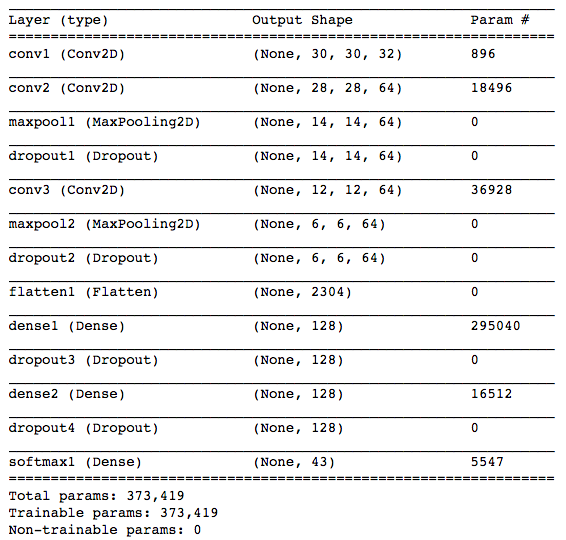 Layer (type) Output Shape Param #
conv1 (Conv2D) (None, 30, 30, 32) 896
conv2 (Conv2D) (None, 28, 28, 64) 18496
maxpool1 (MaxPooling2D) (None, 14, 14, 64) 0
dropout1 (Dropout) (None, 14, 14, 64) 0
conv3 (Conv2D) (None, 12, 12, 64) 36928
maxpool2 (MaxPooling2D) (None, 6, 6, 64) 0
dropout2 (Dropout) (None, 6, 6, 64) 0
flatten1 (Flatten) (None, 2304) 0
dense1 (Dense) (None, 128) 295040
dropout3 (Dropout) (None, 128) 0
dense2 (Dense) (None, 128) 16512
dropout4 (Dropout) (None, 128) 0
softmax1 (Dense) (None, 43) 5547
Total params: 373,419
Trainable params: 373,419
Non-trainable params: 0